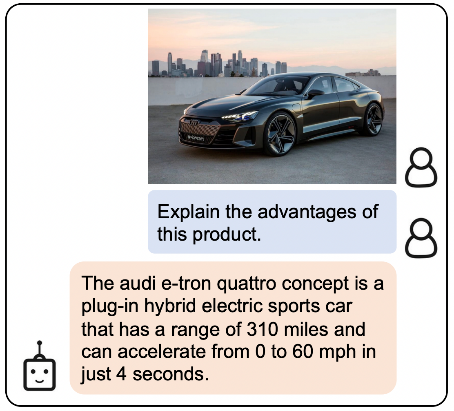 Explain the advantages of
this product.
The audi e-tron quattro concept is a
plug-in hybrid electric sports car
that has a range of 310 miles and
can accelerate from 0 to 60 mph in
just 4 seconds.